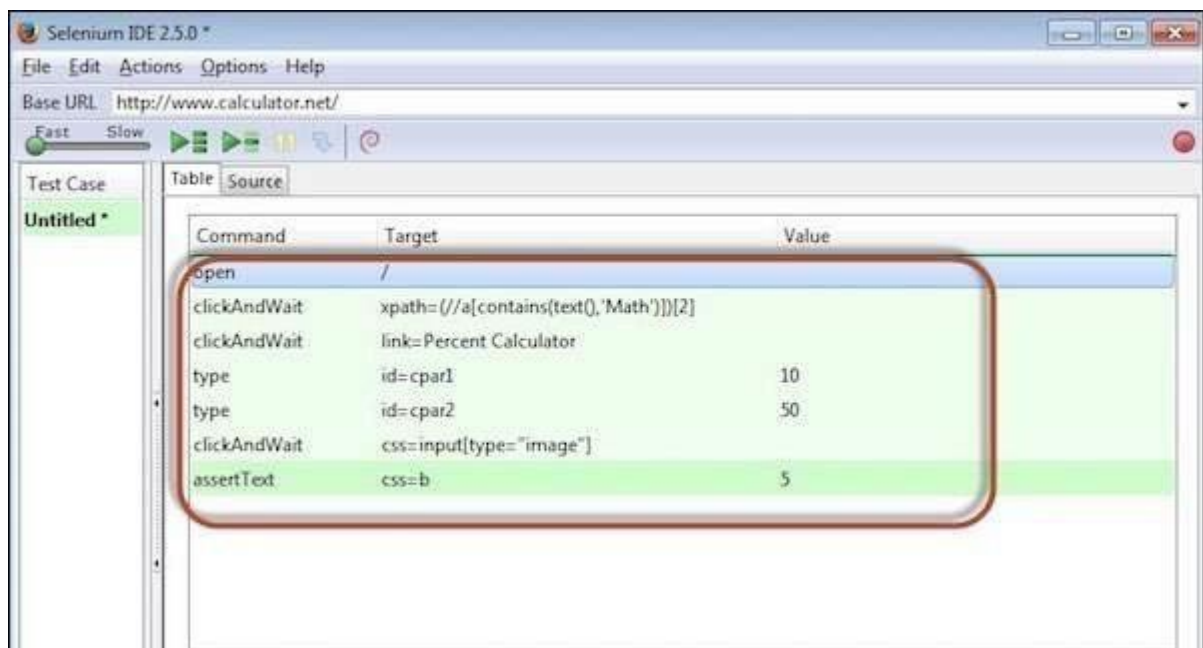 Selenium IDE 2.5.0 *
File Edit Actions Options Help
Base URL http://www.calculator.net/
Fast Slow
Test Case
Table Source
Untitled *
Command Target Value
open /
clickAndWait xpath=(//a[contains(text(),'Math')])[2]
clickAndWait link=Percent Calculator
type id=cpar1 10
type id=cpar2 50
clickAndWait css=input[type="image"]
assertText css=b 5